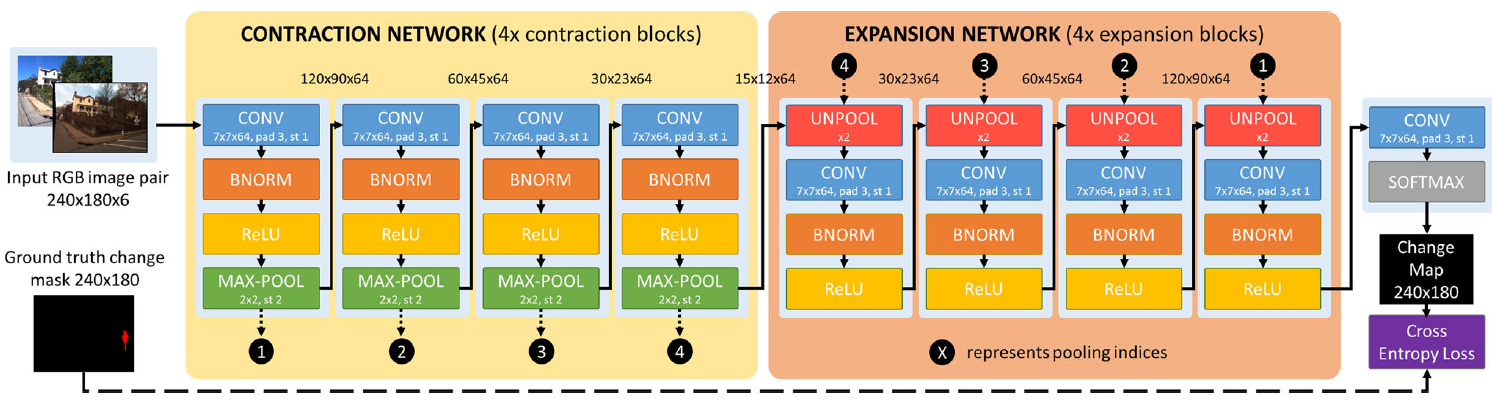 CONTRACTION NETWORK (4x contraction blocks)
EXPANSION NETWORK (4x expansion blocks)
120x90x64
60x45x64
30x23x64
15x12x64
4
30x23x64
3
60x45x64
2
120x90x64
1
Input RGB image pair
240x180x6
Ground truth change
mask 240x180
CONV
7x7x64, pad 3, st 1
BNORM
ReLU
MAX-POOL
2x2, st 2
1
CONV
7x7x64, pad 3, st 1
BNORM
ReLU
MAX-POOL
2x2, st 2
2
CONV
7x7x64, pad 3, st 1
BNORM
ReLU
MAX-POOL
2x2, st 2
3
CONV
7x7x64, pad 3, st 1
BNORM
ReLU
MAX-POOL
2x2, st 2
4
UNPOOL
x2
CONV
7x7x64, pad 3, st 1
BNORM
ReLU
UNPOOL
x2
CONV
7x7x64, pad 3, st 1
BNORM
ReLU
UNPOOL
x2
CONV
7x7x64, pad 3, st 1
BNORM
ReLU
UNPOOL
x2
CONV
7x7x64, pad 3, st 1
BNORM
ReLU
X represents pooling indices
CONV
7x7x64, pad 3, st 1
SOFTMAX
Change
Map
240x180
Cross
Entropy Loss